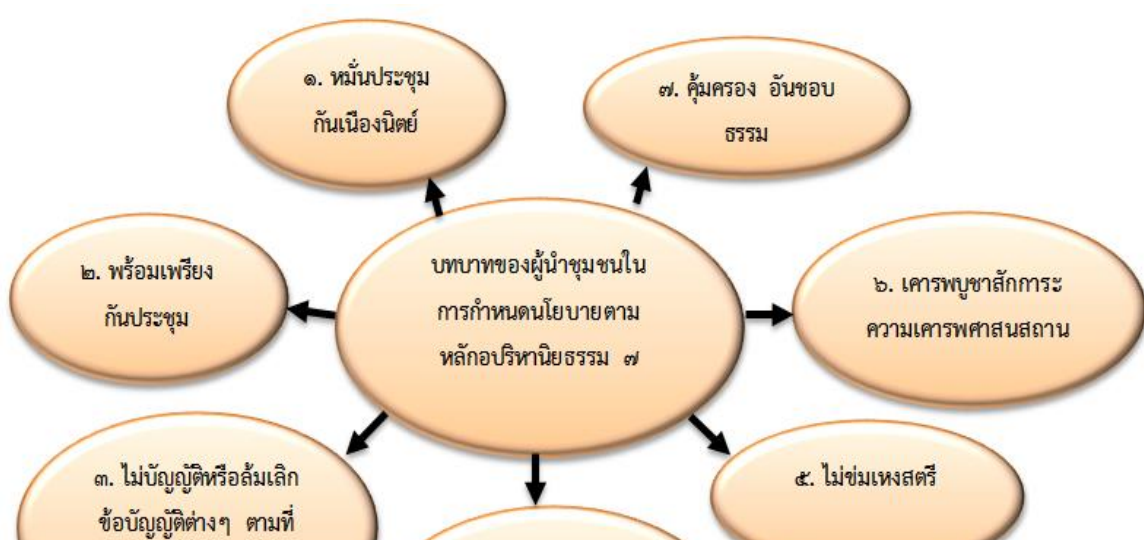 ๑. หมั่นประชุม
กันเนืองนิตย์
๗. คุ้มครอง อันชอบ
ธรรม
๒. พร้อมเพรียง
กันประชุม
บทบาทของผู้นำชุมชนใน
การกำหนดนโยบายตาม
หลักอปริหานิยธรรม ๗
๖. เคารพบูชาสักการะ
ความเคารพศาสนสถาน
๓. ไม่บัญญัติหรือล้มเลิก
ข้อบัญญัติต่างๆ ตามที่
๕. ไม่ข่มเหงสตรี